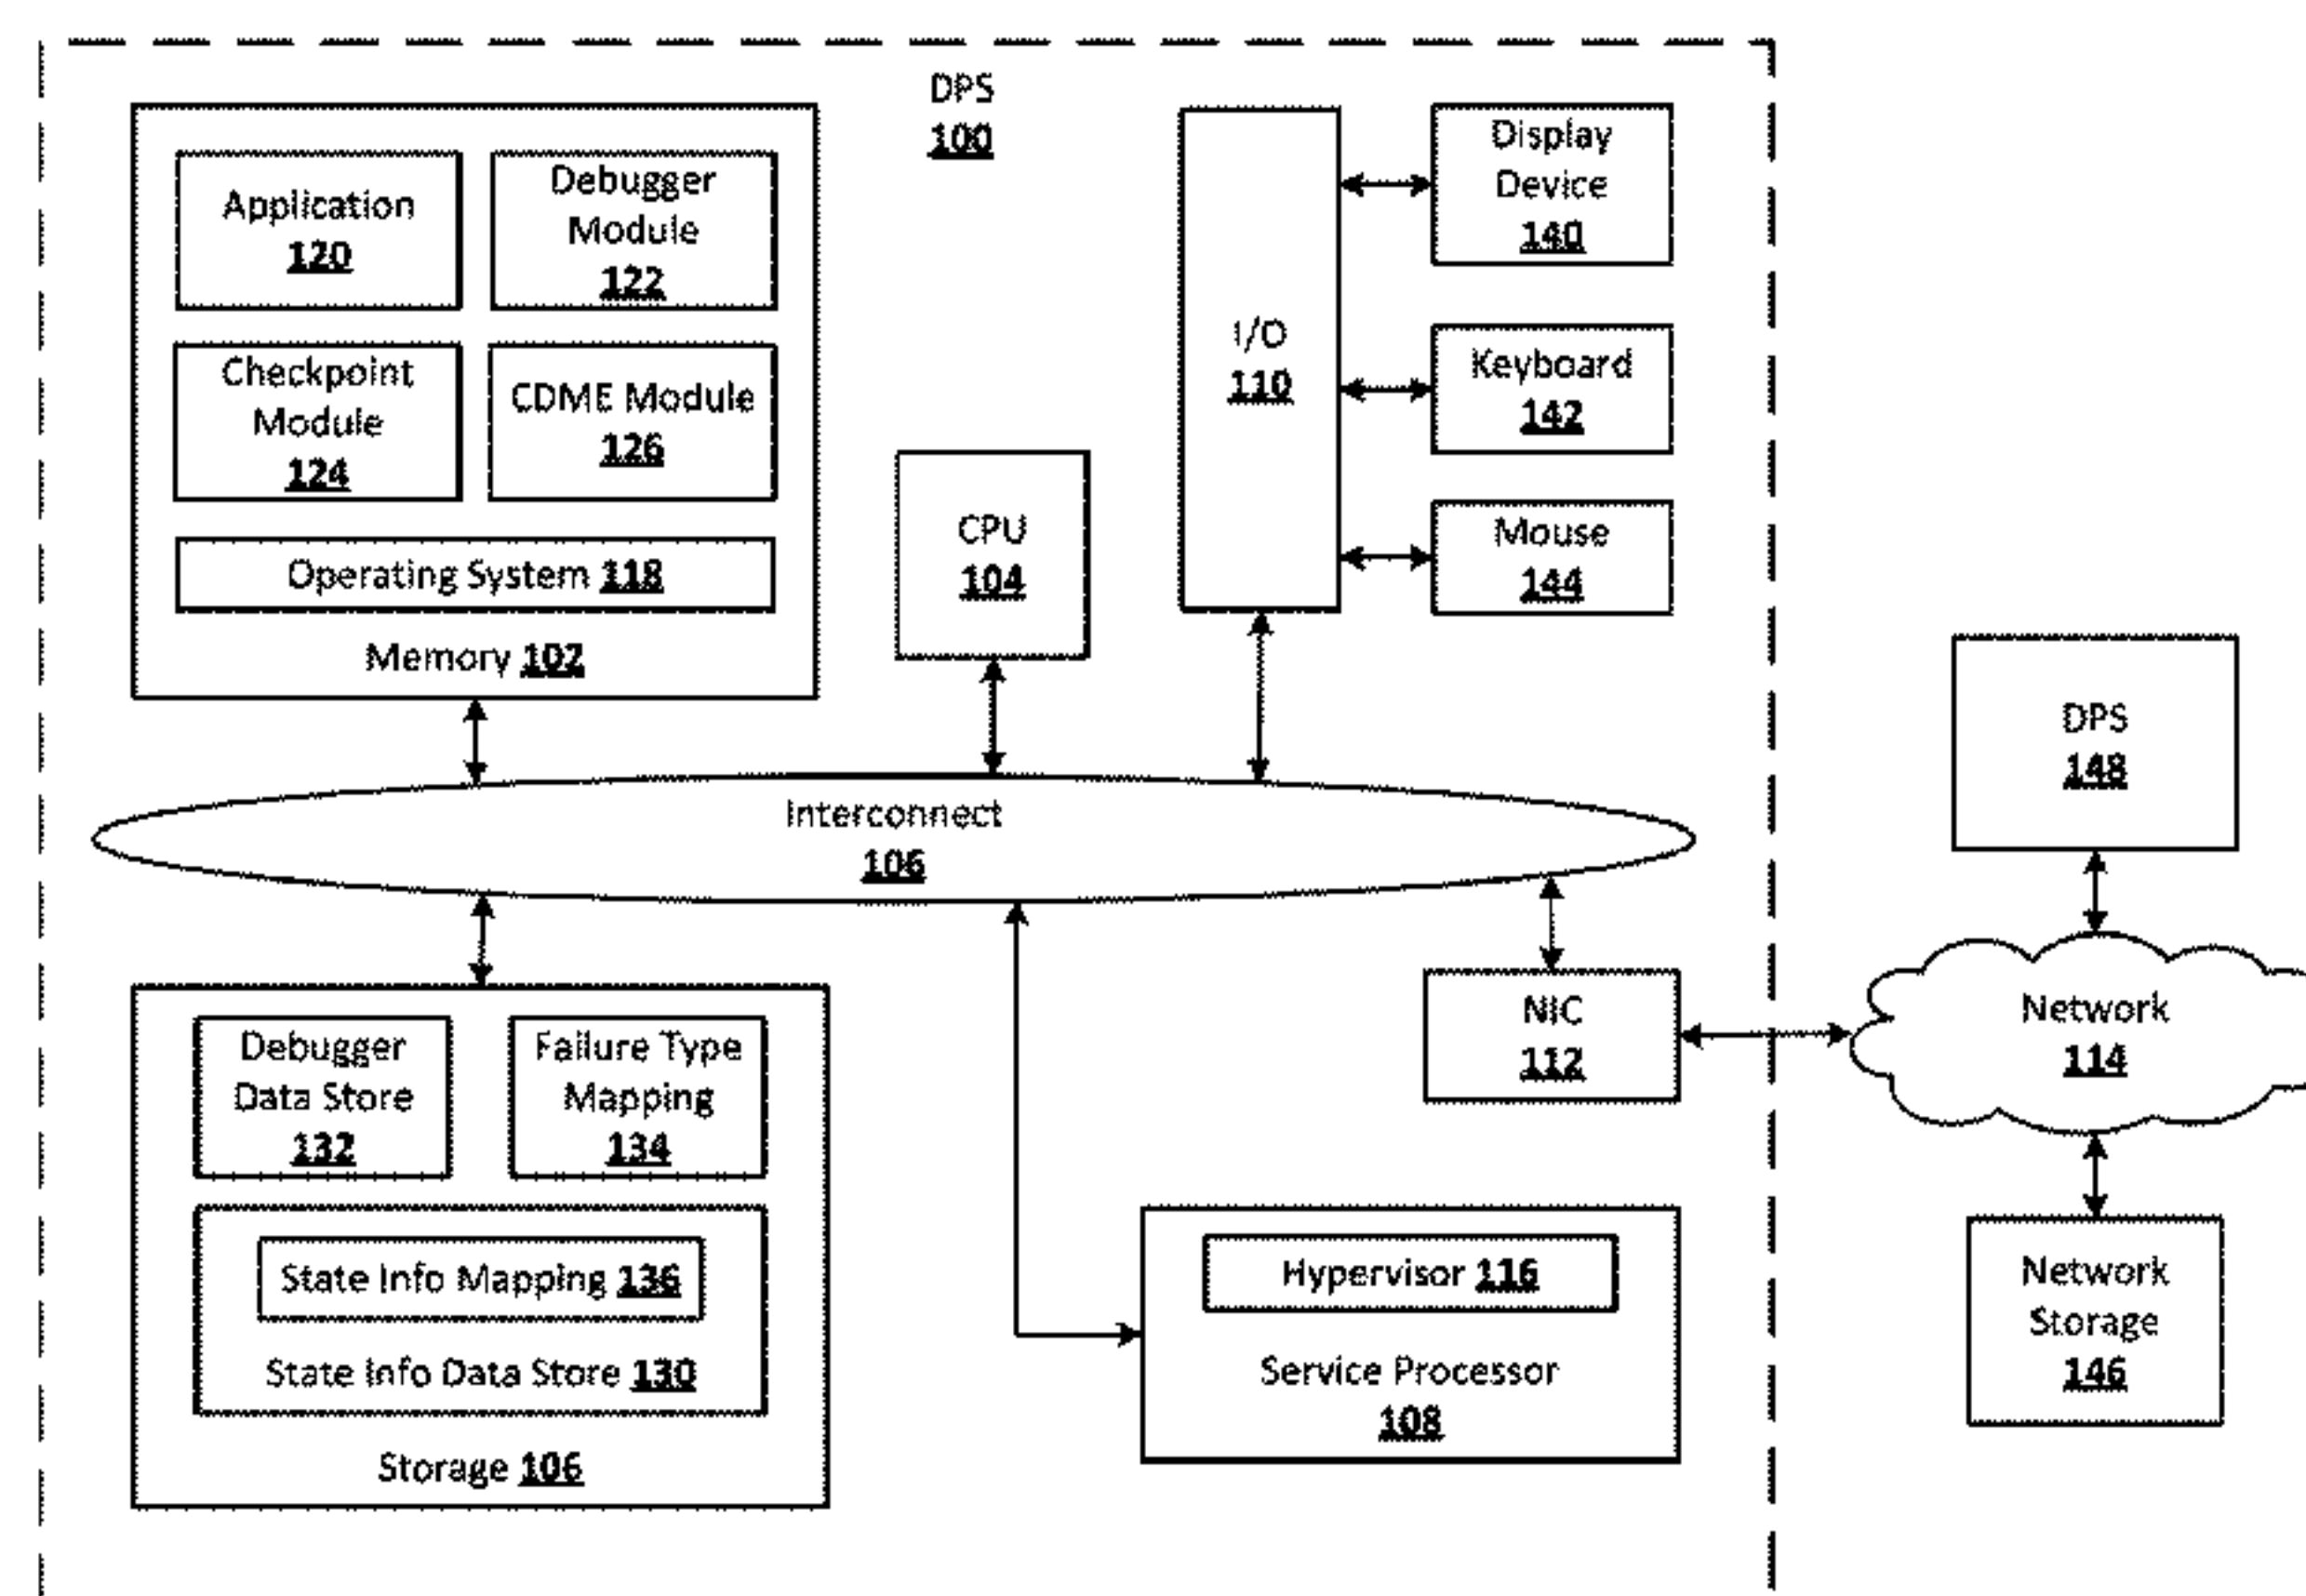 DPS
100
Application
120
Debugger
Module
122
Checkpoint
Module
124
CDME Module
126
Operating System 118
Memory 102
CPU
104
I/O
110
Display
Device
140
Keyboard
142
Mouse
144
Interconnect
106
DPS
148
Network
114
Network
Storage
146
NIC
112
Debugger
Data Store
132
Failure Type
Mapping
134
State Info Mapping 136
State Info Data Store 130
Storage 106
Hypervisor 116
Service Processor
108